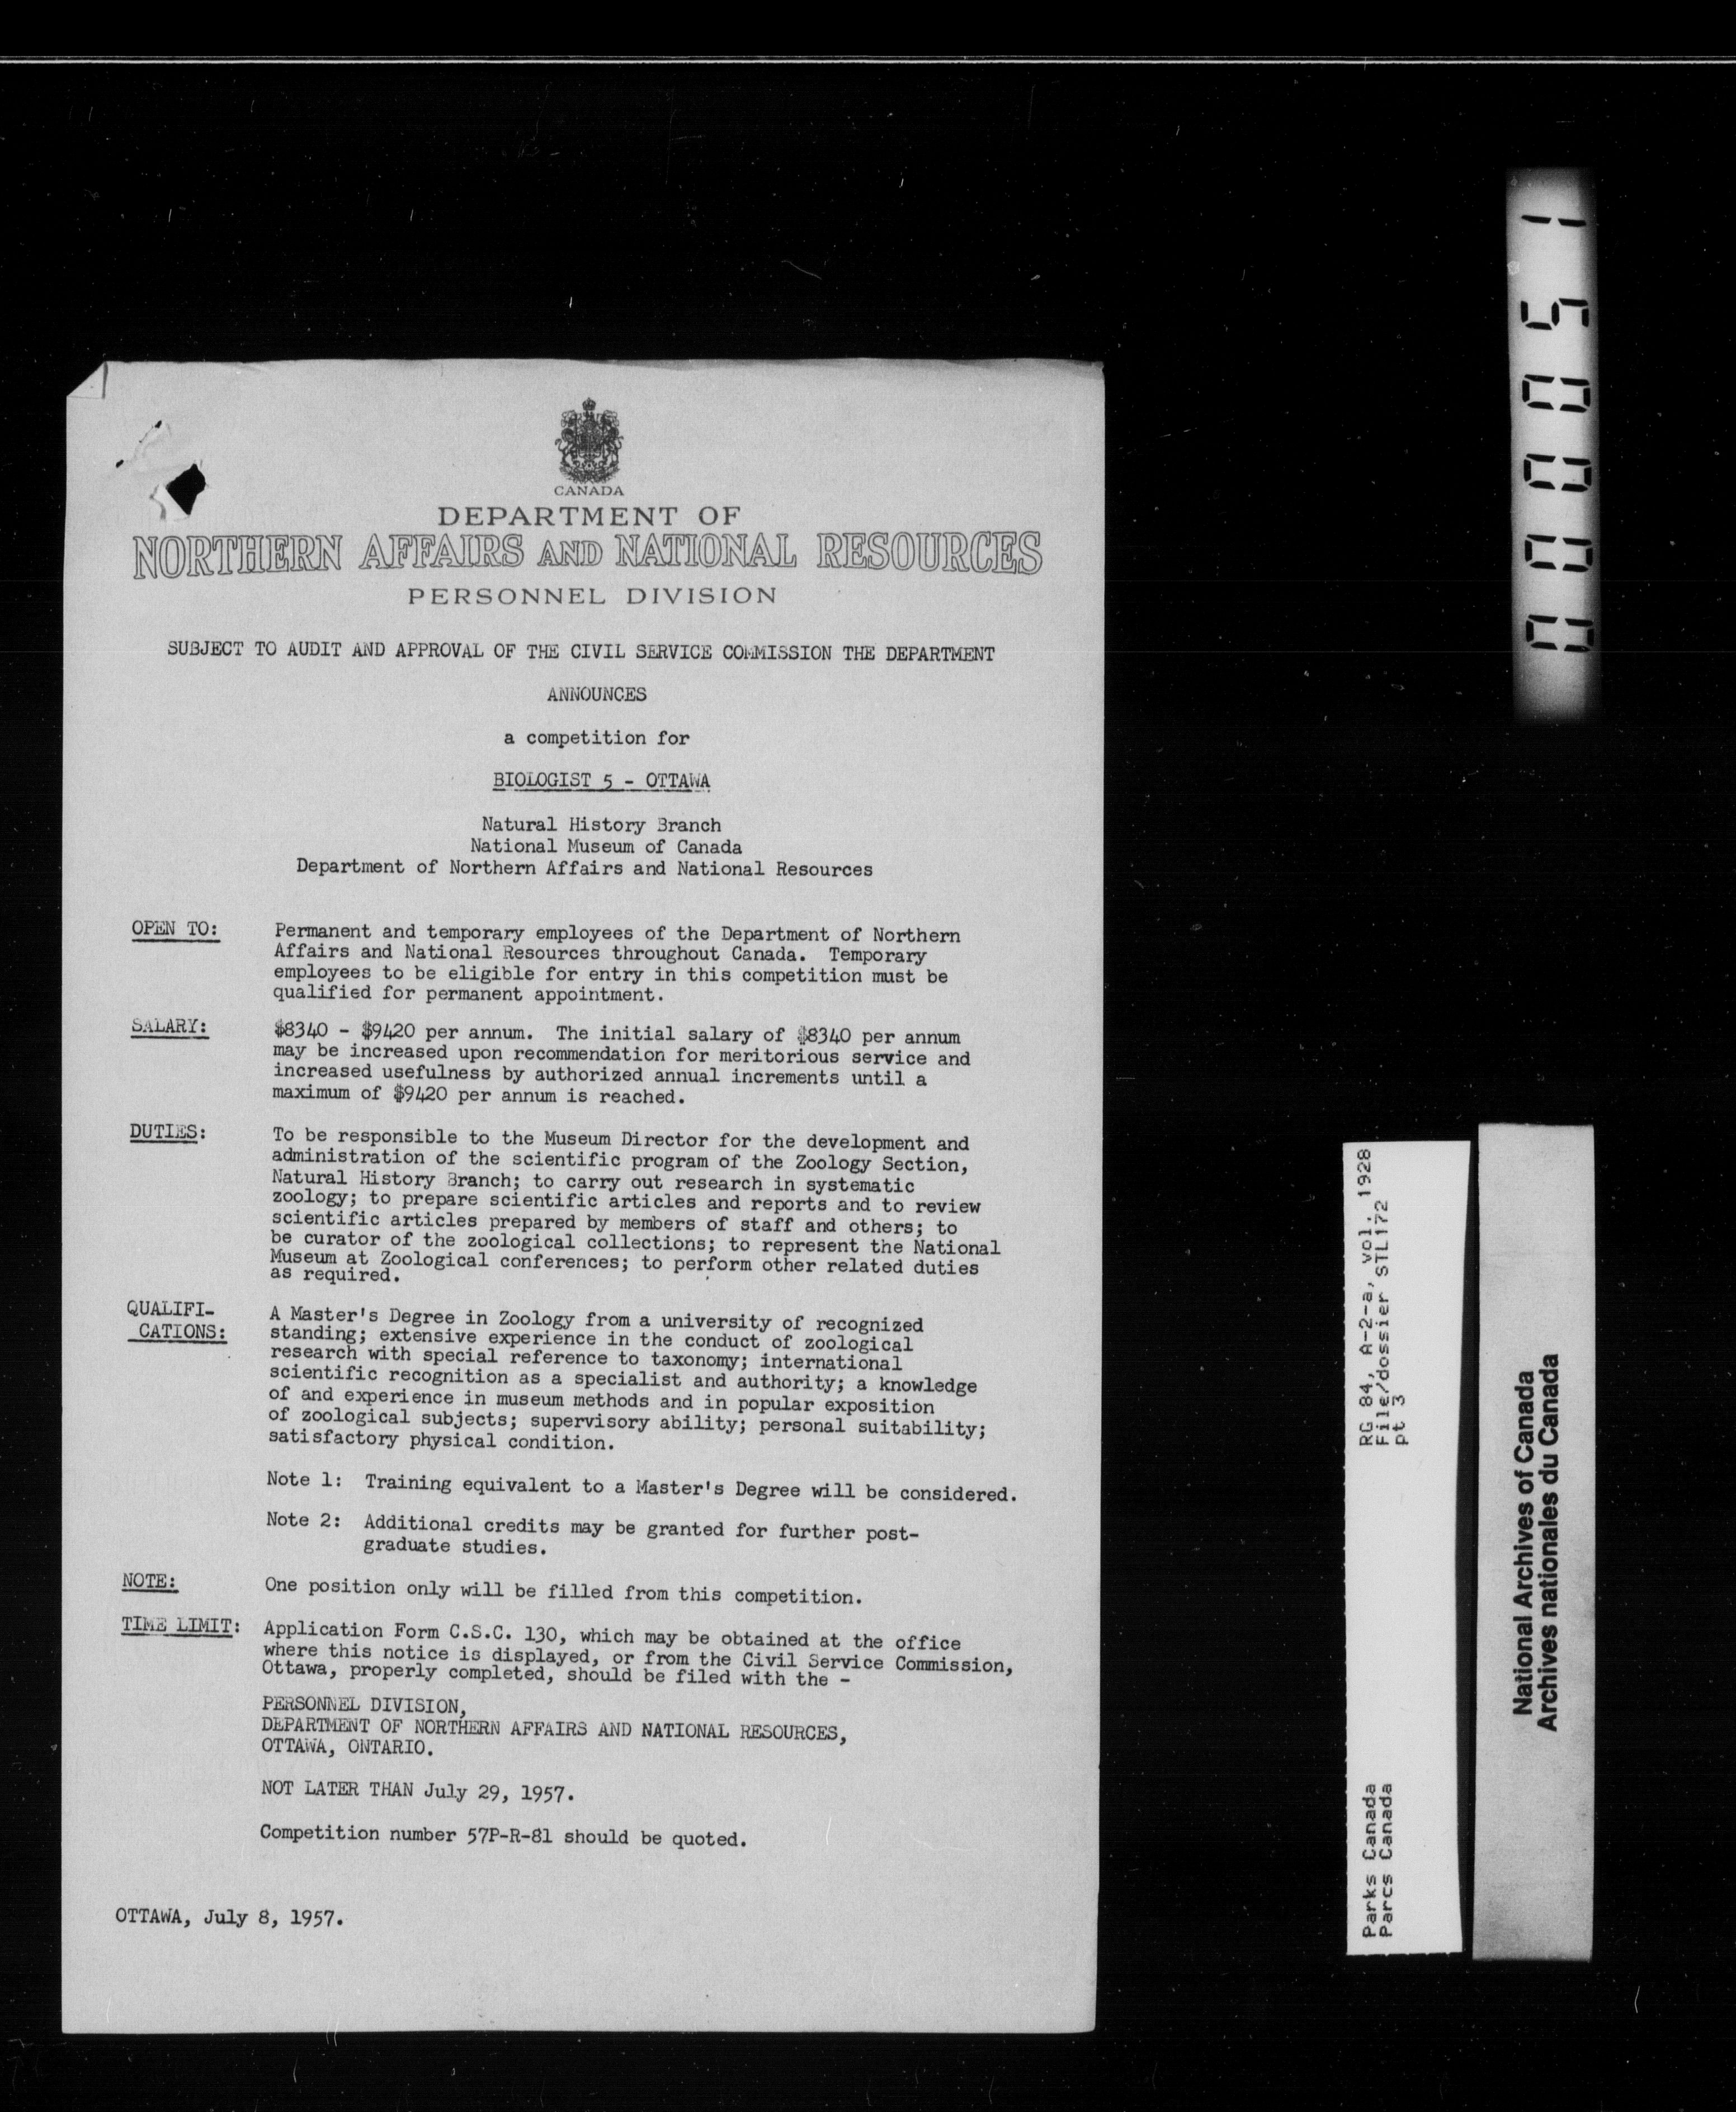 CANADA
DEPARTMENT OF
NORTHERN AFFAIRS AND NATIONAL RESOURCES
PERSONNEL DIVISION
SUBJECT TO AUDIT AND APPROVAL OF THE CIVIL SERVICE COMMISSION THE DEPARTMENT
ANNOUNCES
a competition for
BIOLOGIST 5 - OTTAWA
Natural History Branch
National Museum of Canada
Department of Northern Affairs and National Resources
OPEN TO: Permanent and temporary employees of the Department of Northern
Affairs and National Resources throughout Canada. Temporary
employees to be eligible for entry in this competition must be
qualified for permanent appointment.
SALARY: $8340 - $9420 per annum. The initial salary of $8340 per annum
may be increased upon recommendation for meritorious service and
increased usefulness by authorized annual increments until a
maximum of $9420 per annum is reached.
DUTIES: To be responsible to the Museum Director for the development and
administration of the scientific program of the Zoology Section,
Natural History Branch; to carry out research in systematic
zoology; to prepare scientific articles and reports and to review
scientific articles prepared by members of staff and others; to
be curator of the zoological collections; to represent the National
Museum at Zoological conferences; to perform other related duties
as required.
QUALIFI-
CATIONS: A Master's Degree in Zoology from a university of recognized
standing; extensive experience in the conduct of zoological
research with special reference to taxonomy; international
scientific recognition as a specialist and authority; a knowledge
of and experience in museum methods and in popular exposition
of zoological subjects; supervisory ability; personal suitability;
satisfactory physical condition.
Note 1: Training equivalent to a Master's Degree will be considered.
Note 2: Additional credits may be granted for further post-
graduate studies.
NOTE: One position only will be filled from this competition.
TIME LIMIT: Application Form C.S.C. 130, which may be obtained at the office
where this notice is displayed, or from the Civil Service Commission,
Ottawa, properly completed, should be filed with the -
PERSONNEL DIVISION,
DEPARTMENT OF NORTHERN AFFAIRS AND NATIONAL RESOURCES,
OTTAWA, ONTARIO.
NOT LATER THAN July 29, 1957.
Competition number 57P-R-81 should be quoted.
OTTAWA, July 8, 1957.
000051
RG 84, A-2-a, vol. 1928
File/dossier STL172
pt 3
Parks Canada
Parcs Canada
National Archives of Canada
Archives nationales du Canada